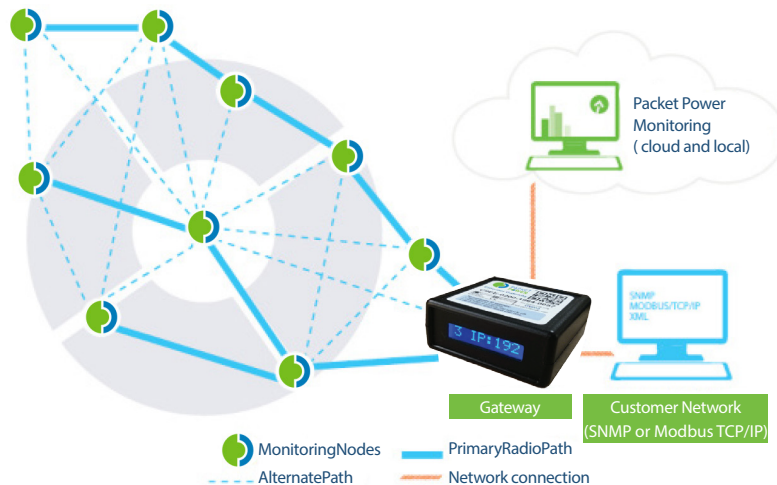 Packet Power
Monitoring
( cloud and local)
SNMP
MODBUS/TCP/IP
XML
3 IP:192
Gateway
Customer Network
(SNMP or Modbus TCP/IP)
MonitoringNodes
PrimaryRadioPath
AlternatePath
Network connection